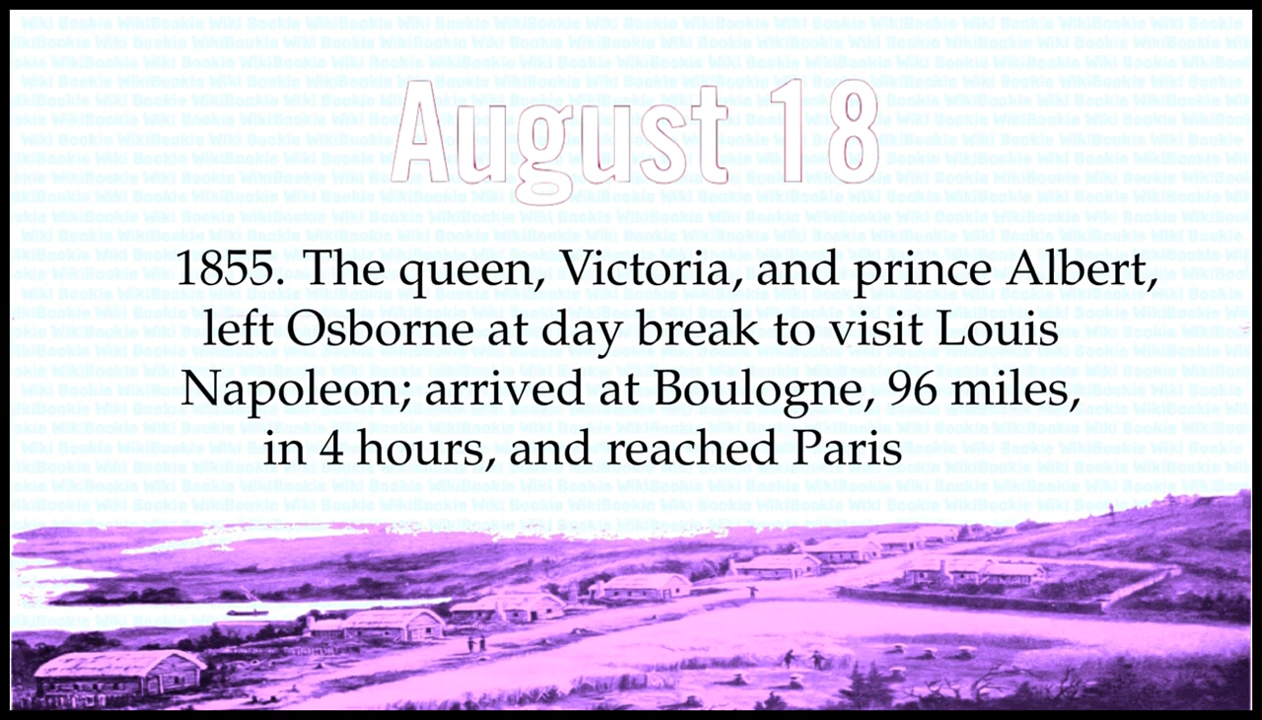 August 18
1855. The queen, Victoria, and prince Albert,
left Osborne at day break to visit Louis
Napoleon; arrived at Boulogne, 96 miles,
in 4 hours, and reached Paris